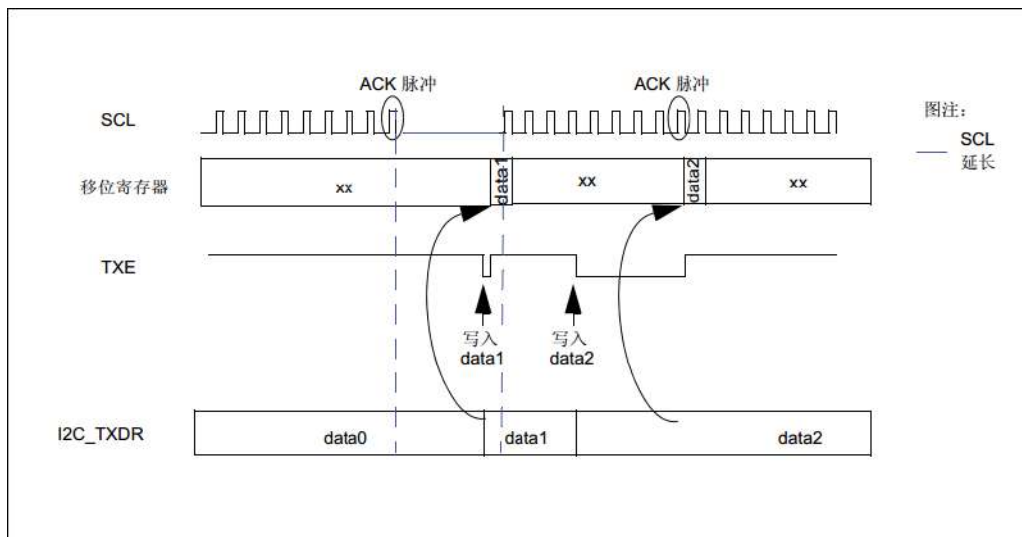 ACK 脉冲
ACK 脉冲
SCL
图注：
SCL
延长
移位寄存器
xx
data1
xx
data2
xx
TXE
写入
data1
写入
data2
I2C_TXDR
data0
data1
data2